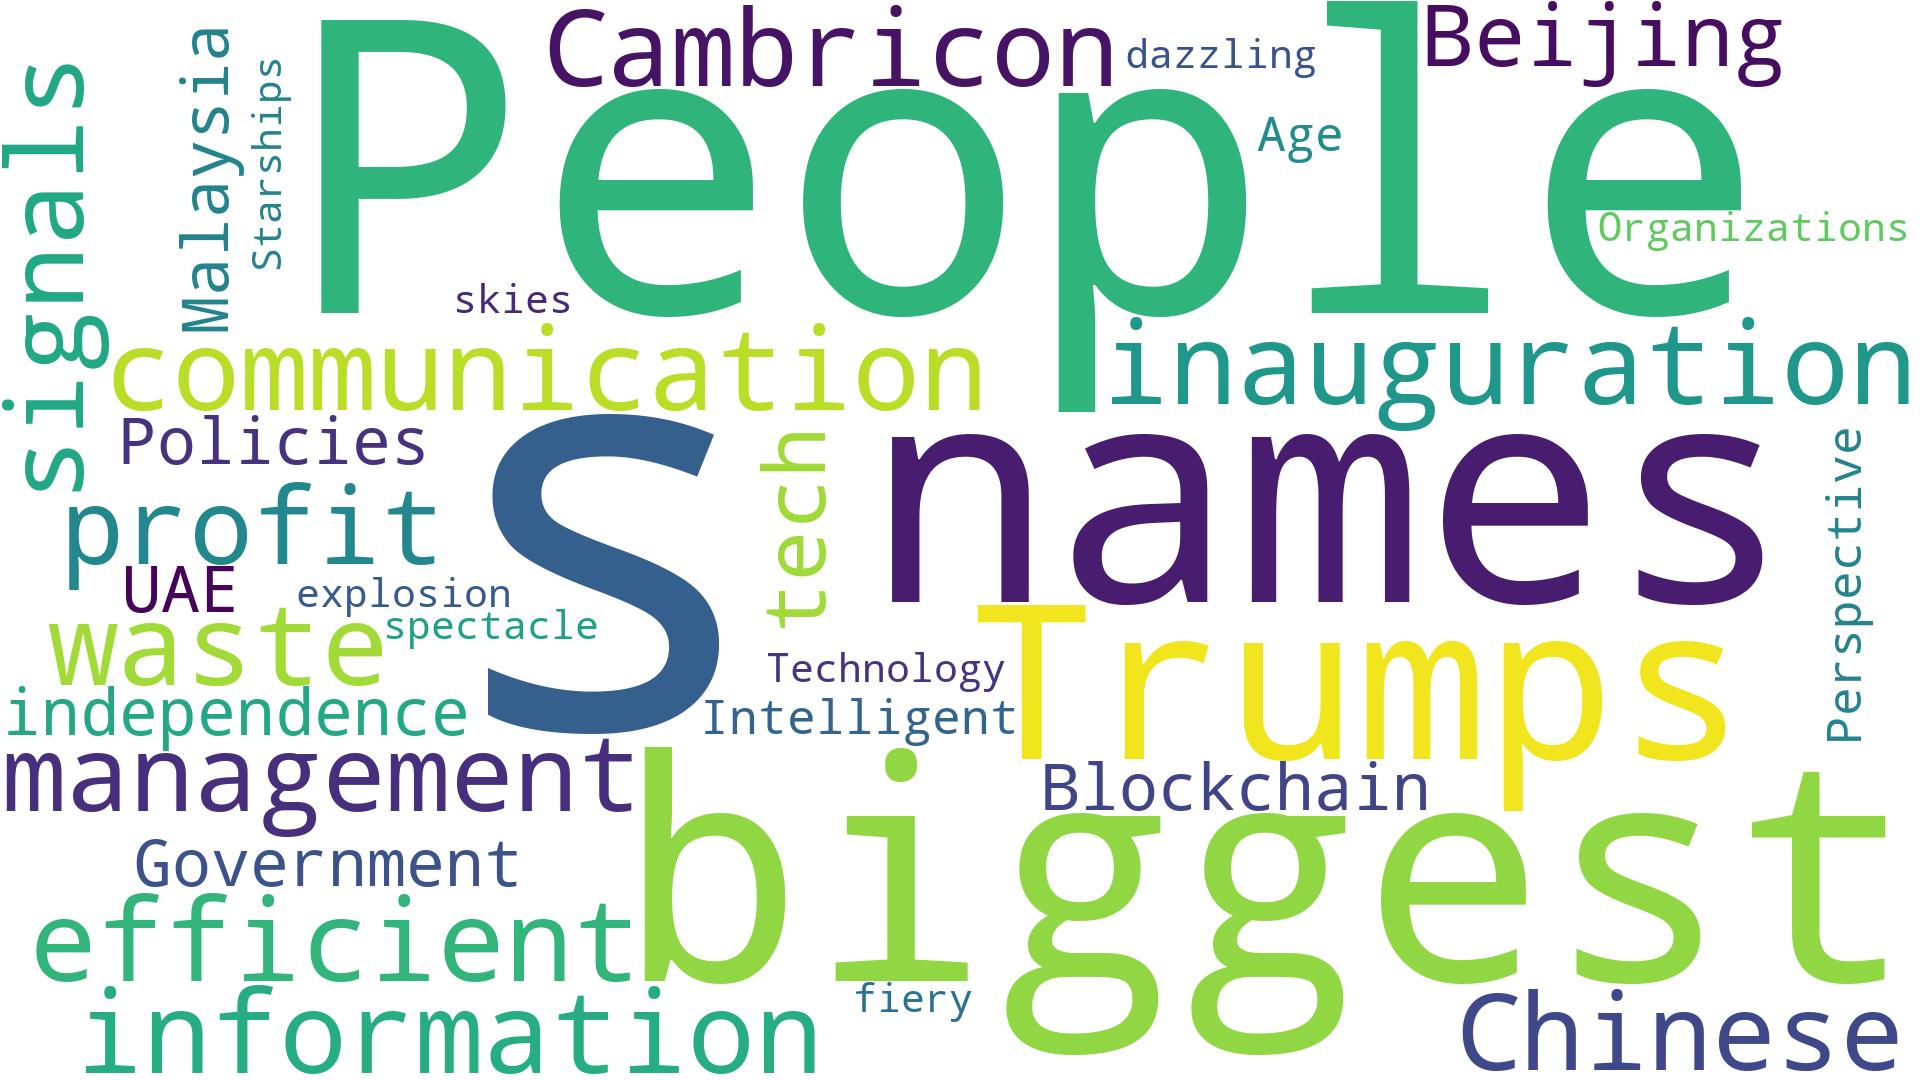 Cambricon
dazzling
Beijing
People
Age
Organizations
signals
Malaysia
Starships
skies
communication
inauguration
Policies
S
tech
names
Perspective
profit
UAE
explosion
waste
spectacle
Technology
Trumps
independence
Intelligent
management
Blockchain
biggest
Government
efficient
information
fiery
Chinese